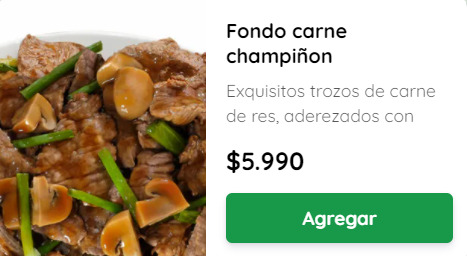 Fondo carne
champiñon
Exquisitos trozos de carne
de res, aderezados con
$5.990
Agregar